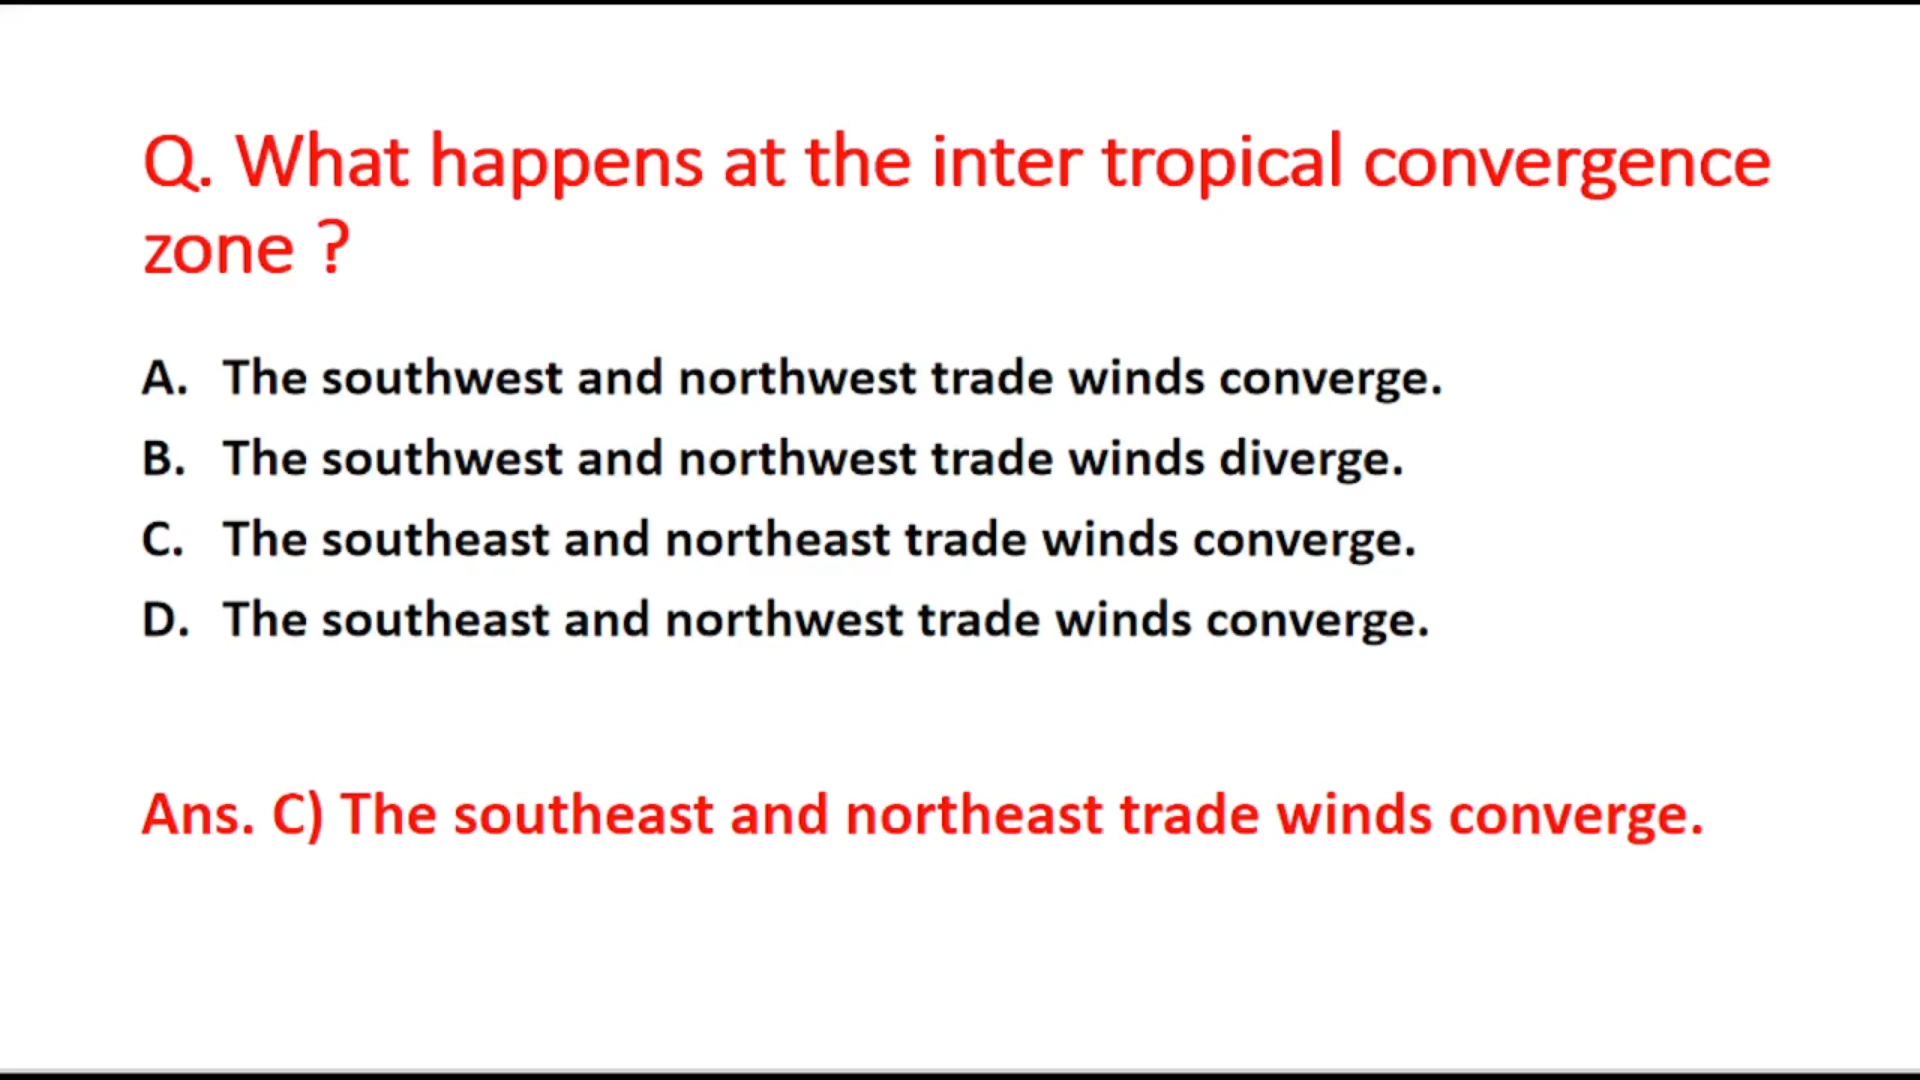 Q. What happens at the inter tropical convergence
zone ?
A. The southwest and northwest trade winds converge.
B. The southwest and northwest trade winds diverge.
C. The southeast and northeast trade winds converge.
D. The southeast and northwest trade winds converge.
Ans. C) The southeast and northeast trade winds converge.